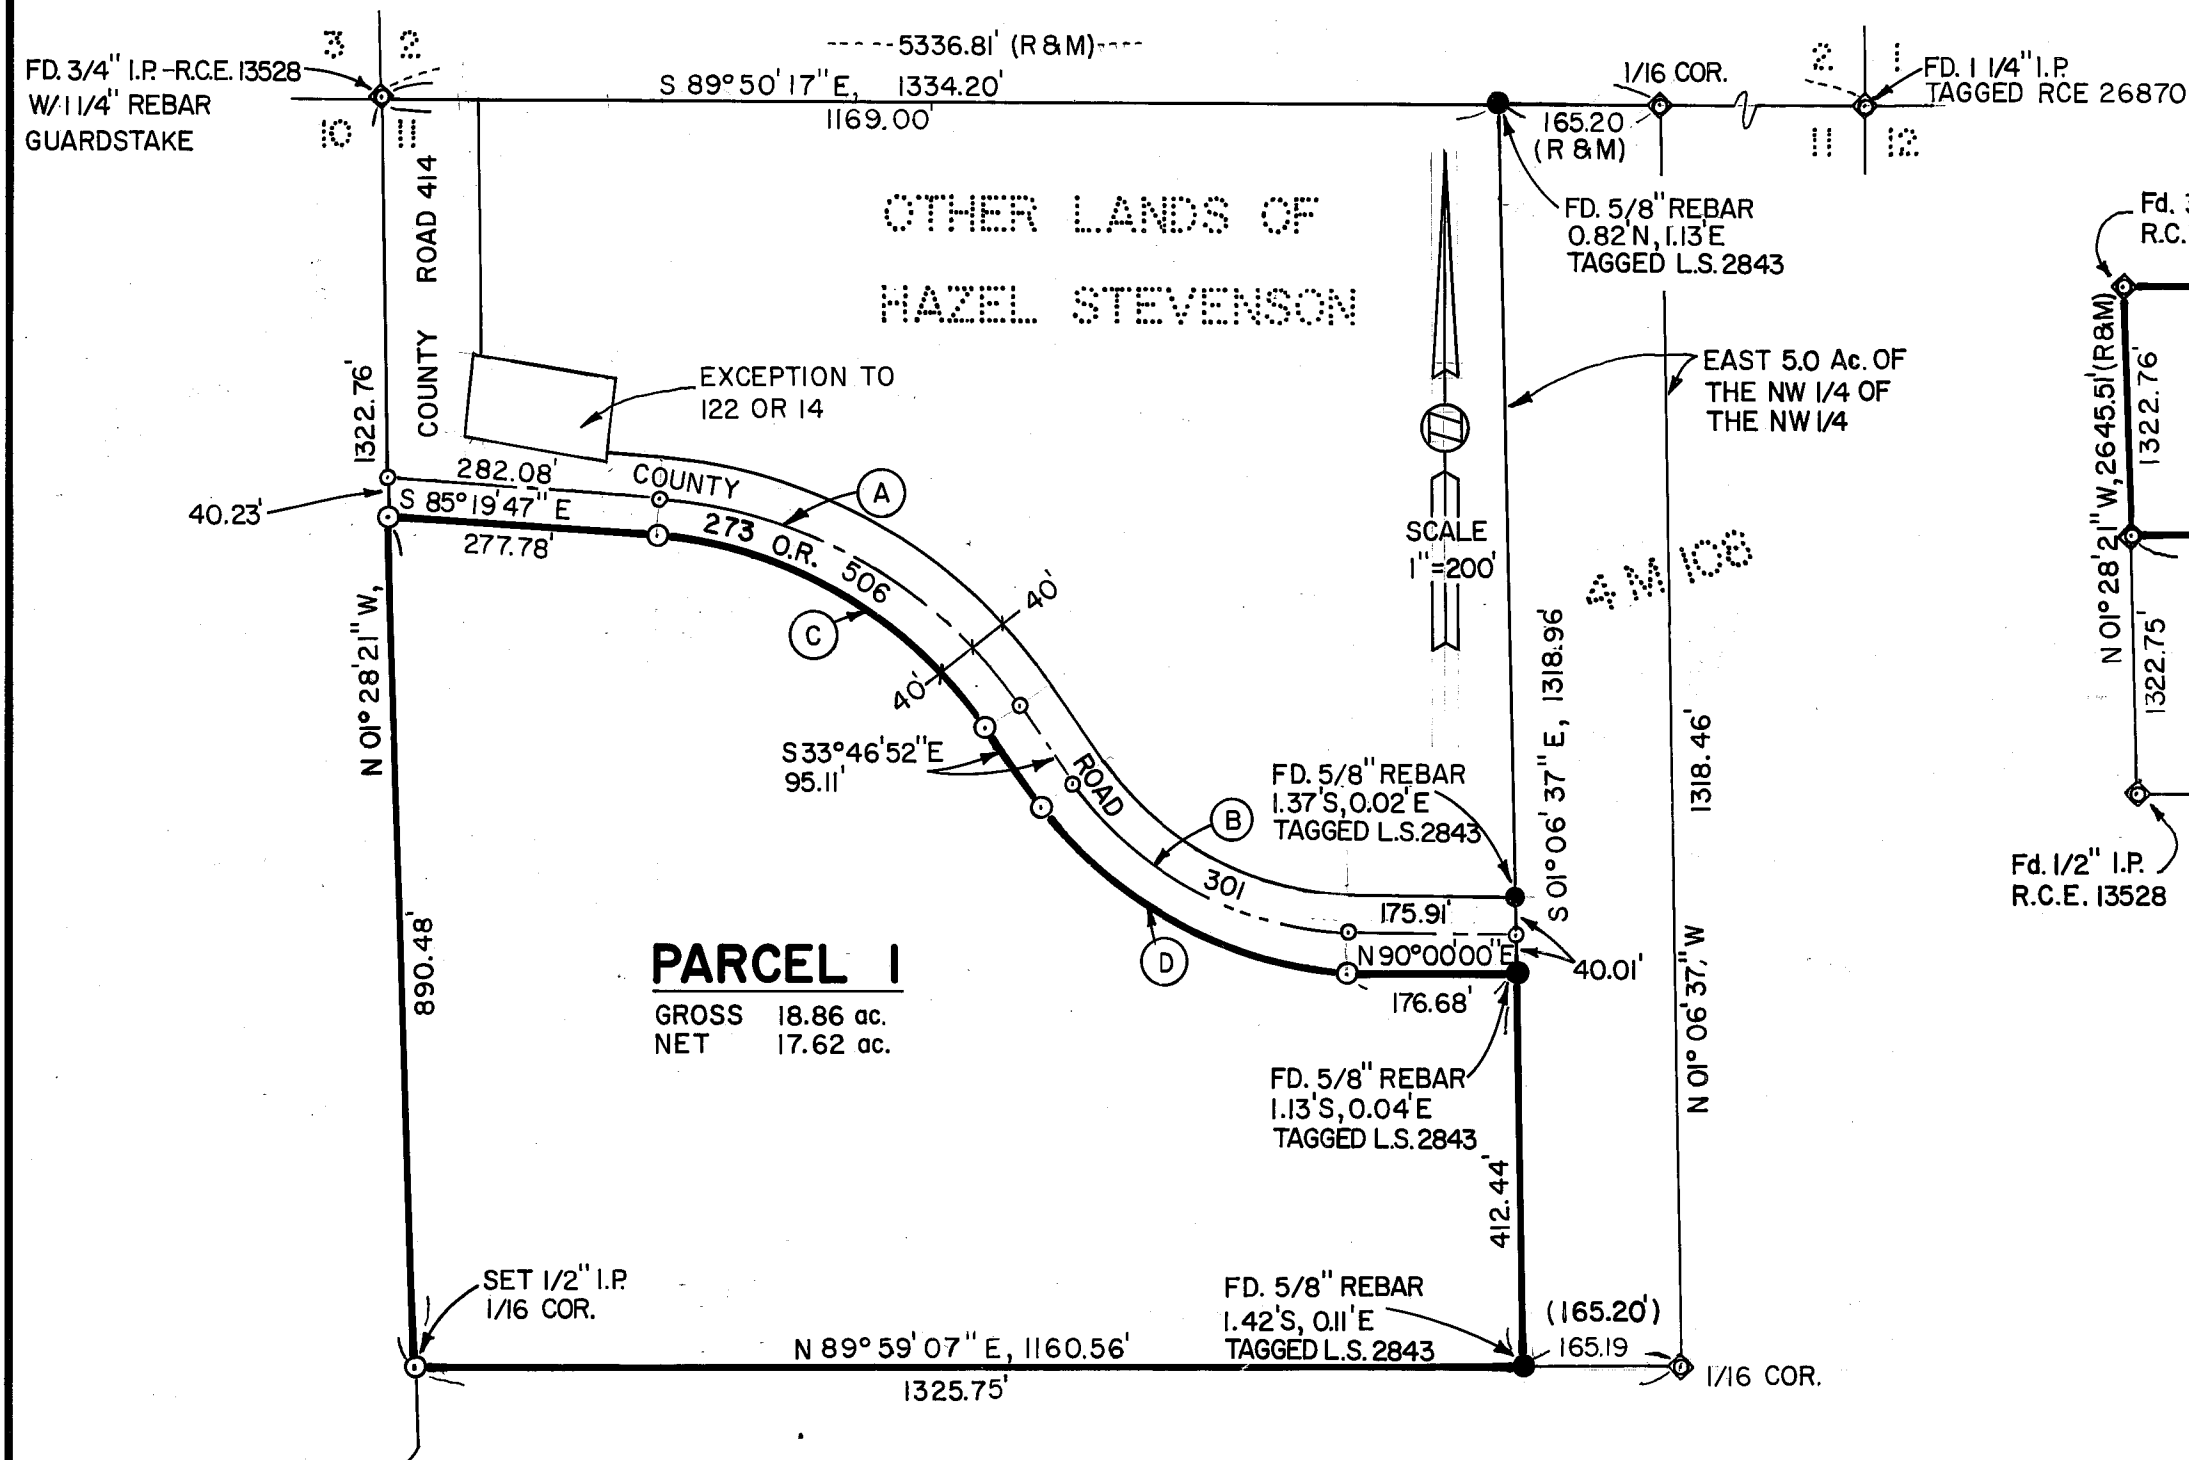 3 2
-----5336.81' (R & M)----
S 89° 50' 17" E, 1334.20'
1169.00'
FD. 3/4" I.P. -R.C.E. 13528
W/ 1 1/4" REBAR
GUARDSTAKE
10 11
1/16 COR.
165.20
(R & M)
2 1
11 12
FD. 1 1/4" I.P.
TAGGED RCE 26870
COUNTY ROAD 414
OTHER LANDS OF
HAZEL STEVENSON
FD. 5/8" REBAR
0.82'N, 1.13'E
TAGGED L.S. 2843
Fd.
R.C.
EXCEPTION TO
122 OR 14
EAST 5.0 Ac. OF
THE NW 1/4 OF
THE NW 1/4
1322.76'
N 01° 28' 21" W, 2645.51' (R&M)
1322.76'
1322.75'
282.08'
S 85° 19' 47" E
277.78'
40.23'
COUNTY
273 O.R. 506
A
C
40'
40'
SCALE
1" = 200'
4 M 108
N 01° 28' 21" W,
890.48'
S 33° 46' 52" E
95.11'
ROAD
301
B
D
FD. 5/8" REBAR
1.37'S, 0.02'E
TAGGED L.S. 2843
S 01° 06' 37" E, 1318.96'
1318.46'
N 01° 06' 37," W
175.91'
N 90° 00' 00" E
176.68'
40.01'
Fd. 1/2" I.P.
R.C.E. 13528
PARCEL 1
GROSS 18.86 ac.
NET 17.62 ac.
FD. 5/8" REBAR
1.13'S, 0.04'E
TAGGED L.S. 2843
412.44'
SET 1/2" I.P.
1/16 COR.
FD. 5/8" REBAR
1.42'S, 0.11'E
TAGGED L.S. 2843
(165.20')
165.19
1/16 COR.
N 89° 59' 07" E, 1160.56'
1325.75'